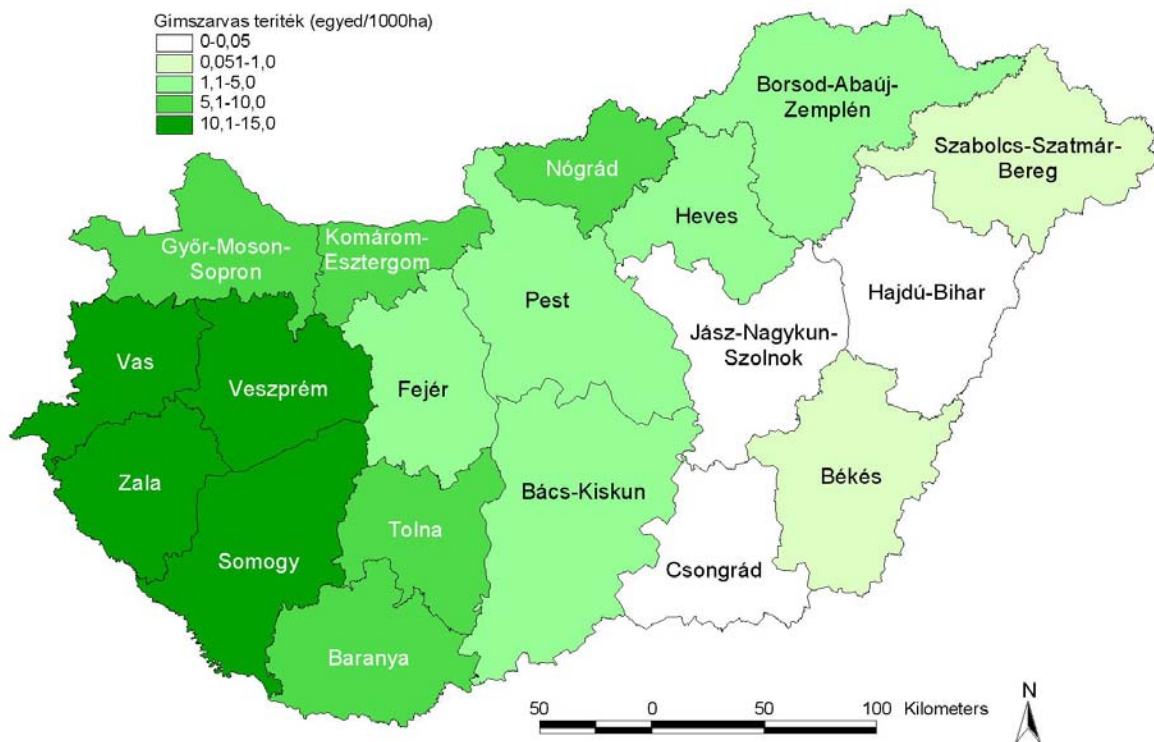 Gímszarvas teríték (egyed/1000ha)
0-0,05
0,051-1,0
1,1-5,0
5,1-10,0
10,1-15,0
Borsod-Abaúj-
Zemplén
Szabolcs-Szatmár-
Bereg
Nógrád
Heves
Győr-Moson-
Sopron
Komárom-
Esztergom
Pest
Hajdú-Bihar
Jász-Nagykun-
Szolnok
Vas
Veszprém
Fejér
Zala
Bács-Kiskun
Békés
Tolna
Somogy
Csongrád
Baranya
N
50 0 50 100 Kilometers